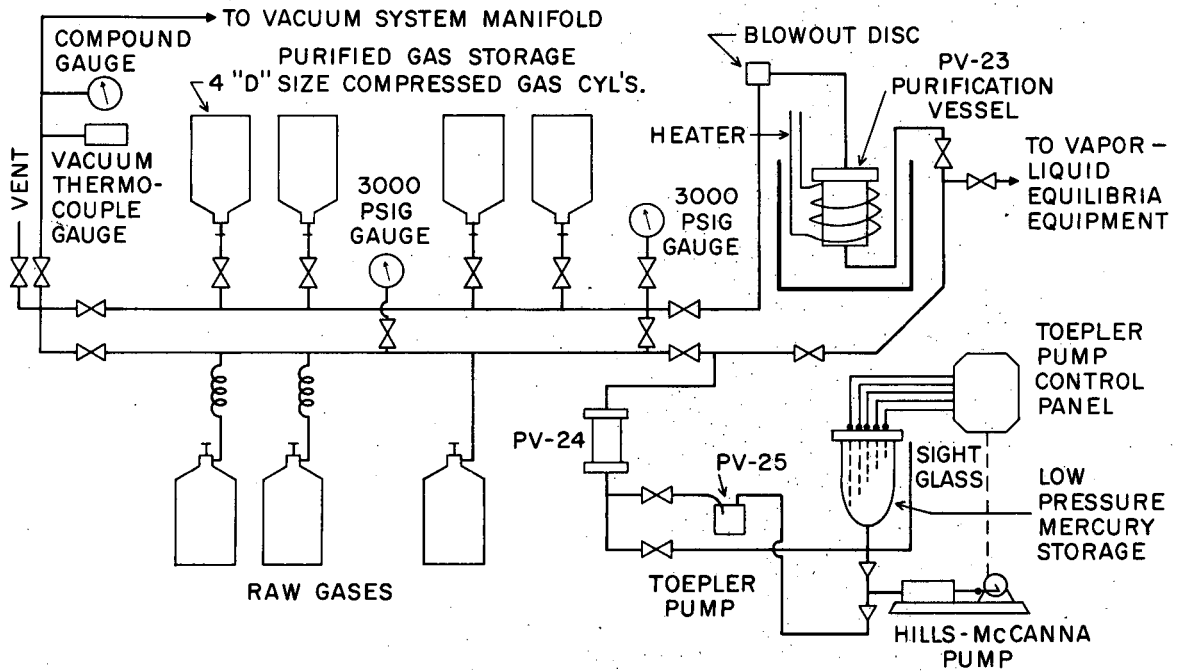 TO VACUUM SYSTEM MANIFOLD
COMPOUND
GAUGE
PURIFIED GAS STORAGE
4 "D" SIZE COMPRESSED GAS CYL'S.
BLOWOUT DISC
PV-23
PURIFICATION
VESSEL
HEATER
TO VAPOR-
LIQUID
EQUILIBRIA
EQUIPMENT
VENT
VACUUM
THERMO-
COUPLE
GAUGE
3000
PSIG
GAUGE
3000
PSIG
GAUGE
TOEPLER
PUMP
CONTROL
PANEL
PV-24
PV-25
SIGHT
GLASS
LOW
PRESSURE
MERCURY
STORAGE
RAW GASES
TOEPLER
PUMP
HILLS-McCANNA
PUMP